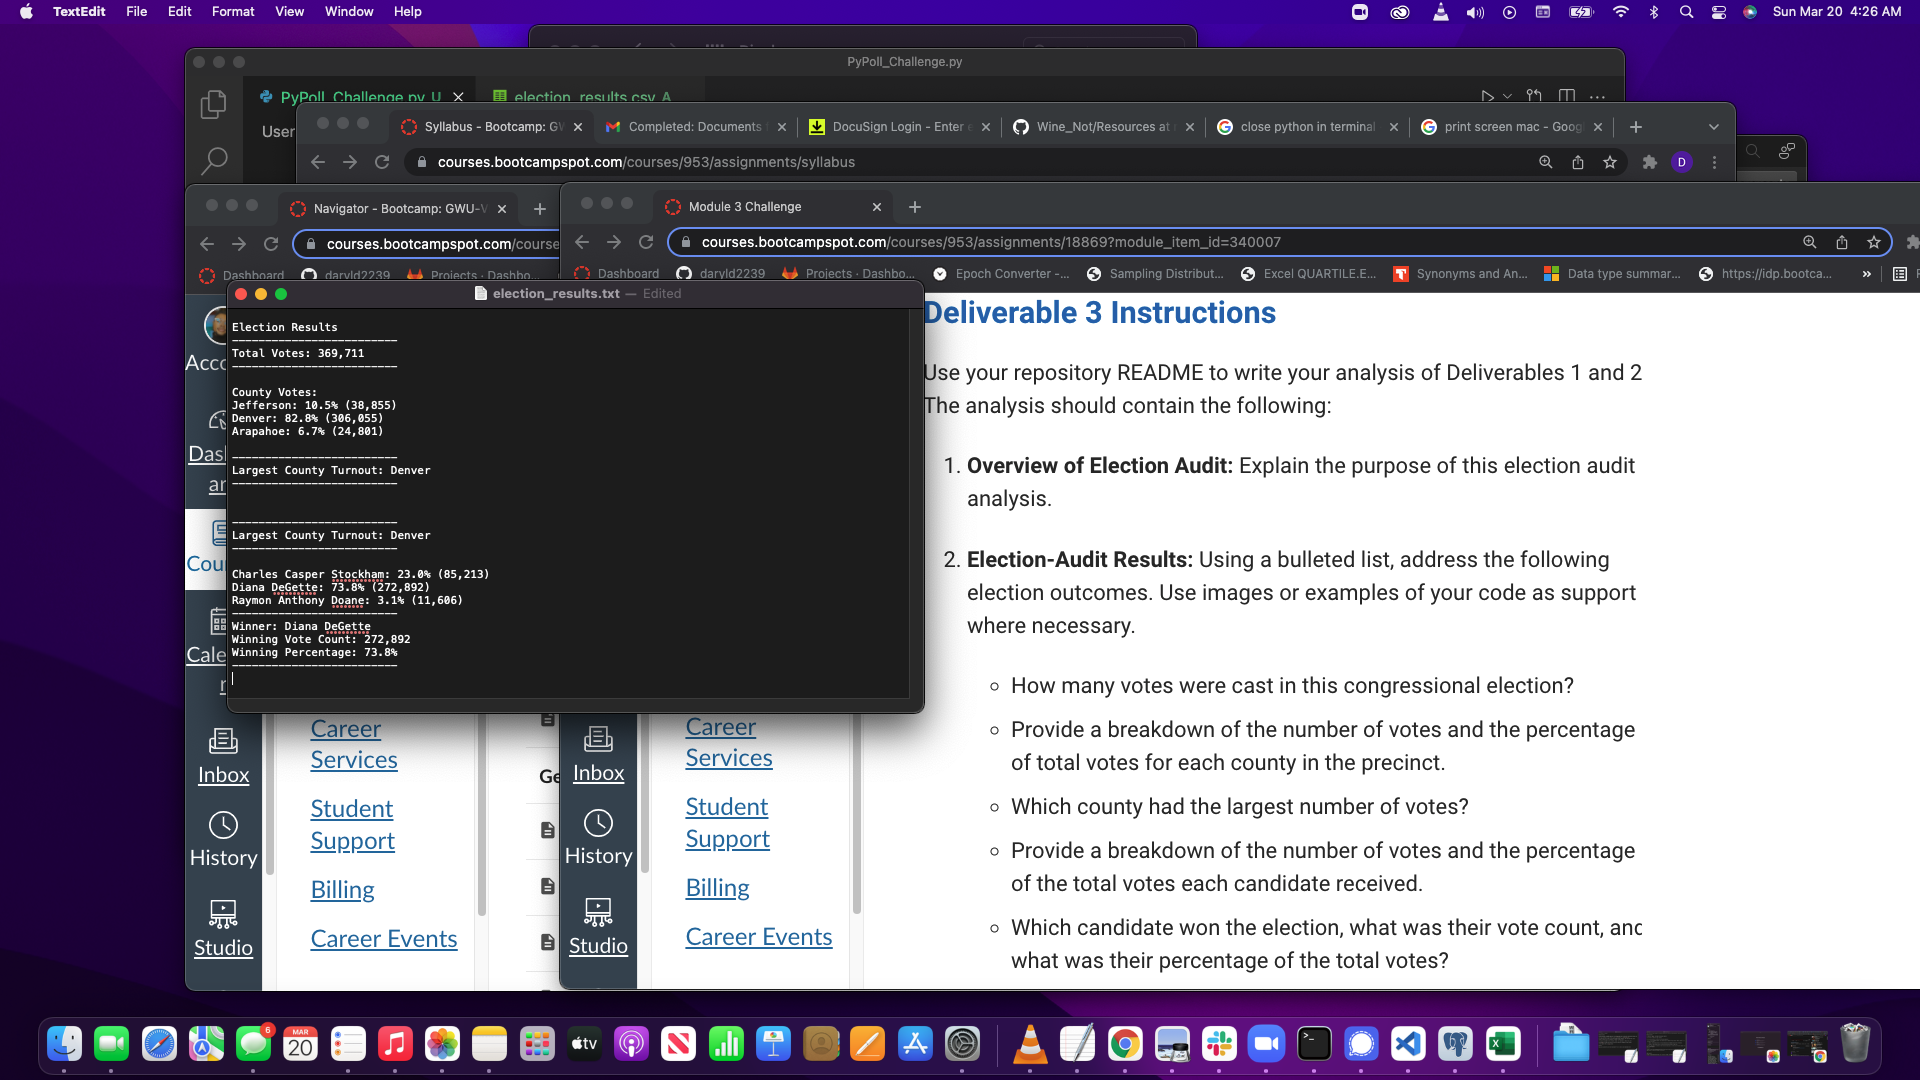 TextEdit File Edit Format View Window Help Sun Mar 20 4:26 AM
PyPoll_Challenge.py
PyPoll_Challenge.py U election_results.csv A
User
Syllabus - Bootcamp: GW Completed: Documents DocuSign Login - Enter Wine_Not/Resources at close python in terminal print screen mac - Goog
courses.bootcampspot.com/courses/953/assignments/syllabus D
Navigator - Bootcamp: GWU-V Module 3 Challenge
courses.bootcampspot.com/course courses.bootcampspot.com/courses/953/assignments/18869?module_item_id=340007
Dashboard daryld2239 Projects · Dashbo... Dashboard daryld2239 Projects · Dashbo... Epoch Converter -... Sampling Distribut... Excel QUARTILE.E... Synonyms and An... Data type summar... https://idp.bootca... »
election_results.txt — Edited
Election Results
-------------------------
Total Votes: 369,711
-------------------------
County Votes:
Jefferson: 10.5% (38,855)
Denver: 82.8% (306,055)
Arapahoe: 6.7% (24,801)
-------------------------
Largest County Turnout: Denver
-------------------------
-------------------------
Largest County Turnout: Denver
-------------------------
Charles Casper Stockham: 23.0% (85,213)
Diana DeGette: 73.8% (272,892)
Raymon Anthony Doane: 3.1% (11,606)
-------------------------
Winner: Diana DeGette
Winning Vote Count: 272,892
Winning Percentage: 73.8%
-------------------------
Acco
Das
ar
Cou
Cale
r
Inbox
History
Studio
Career
Services
Student
Support
Billing
Career Events
Ge
Inbox
History
Studio
Career
Services
Student
Support
Billing
Career Events
Deliverable 3 Instructions
Use your repository README to write your analysis of Deliverables 1 and 2
The analysis should contain the following:
1. Overview of Election Audit: Explain the purpose of this election audit
analysis.
2. Election-Audit Results: Using a bulleted list, address the following
election outcomes. Use images or examples of your code as support
where necessary.
How many votes were cast in this congressional election?
Provide a breakdown of the number of votes and the percentage
of total votes for each county in the precinct.
Which county had the largest number of votes?
Provide a breakdown of the number of votes and the percentage
of the total votes each candidate received.
Which candidate won the election, what was their vote count, and
what was their percentage of the total votes?
6 MAR 20 tv